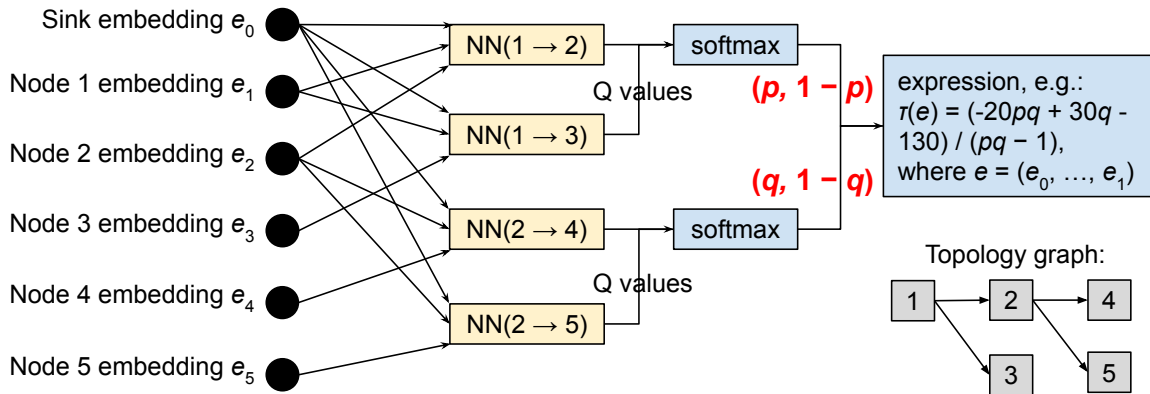 Sink embedding e0
Node 1 embedding e1
Node 2 embedding e2
Node 3 embedding e3
Node 4 embedding e4
Node 5 embedding e5
NN(1 → 2)
NN(1 → 3)
NN(2 → 4)
NN(2 → 5)
Q values
Q values
softmax
softmax
(p, 1 − p)
(q, 1 − q)
expression, e.g.:
τ(e) = (-20pq + 30q -
130) / (pq − 1),
where e = (e0, …, e1)
Topology graph:
1
2
4
3
5